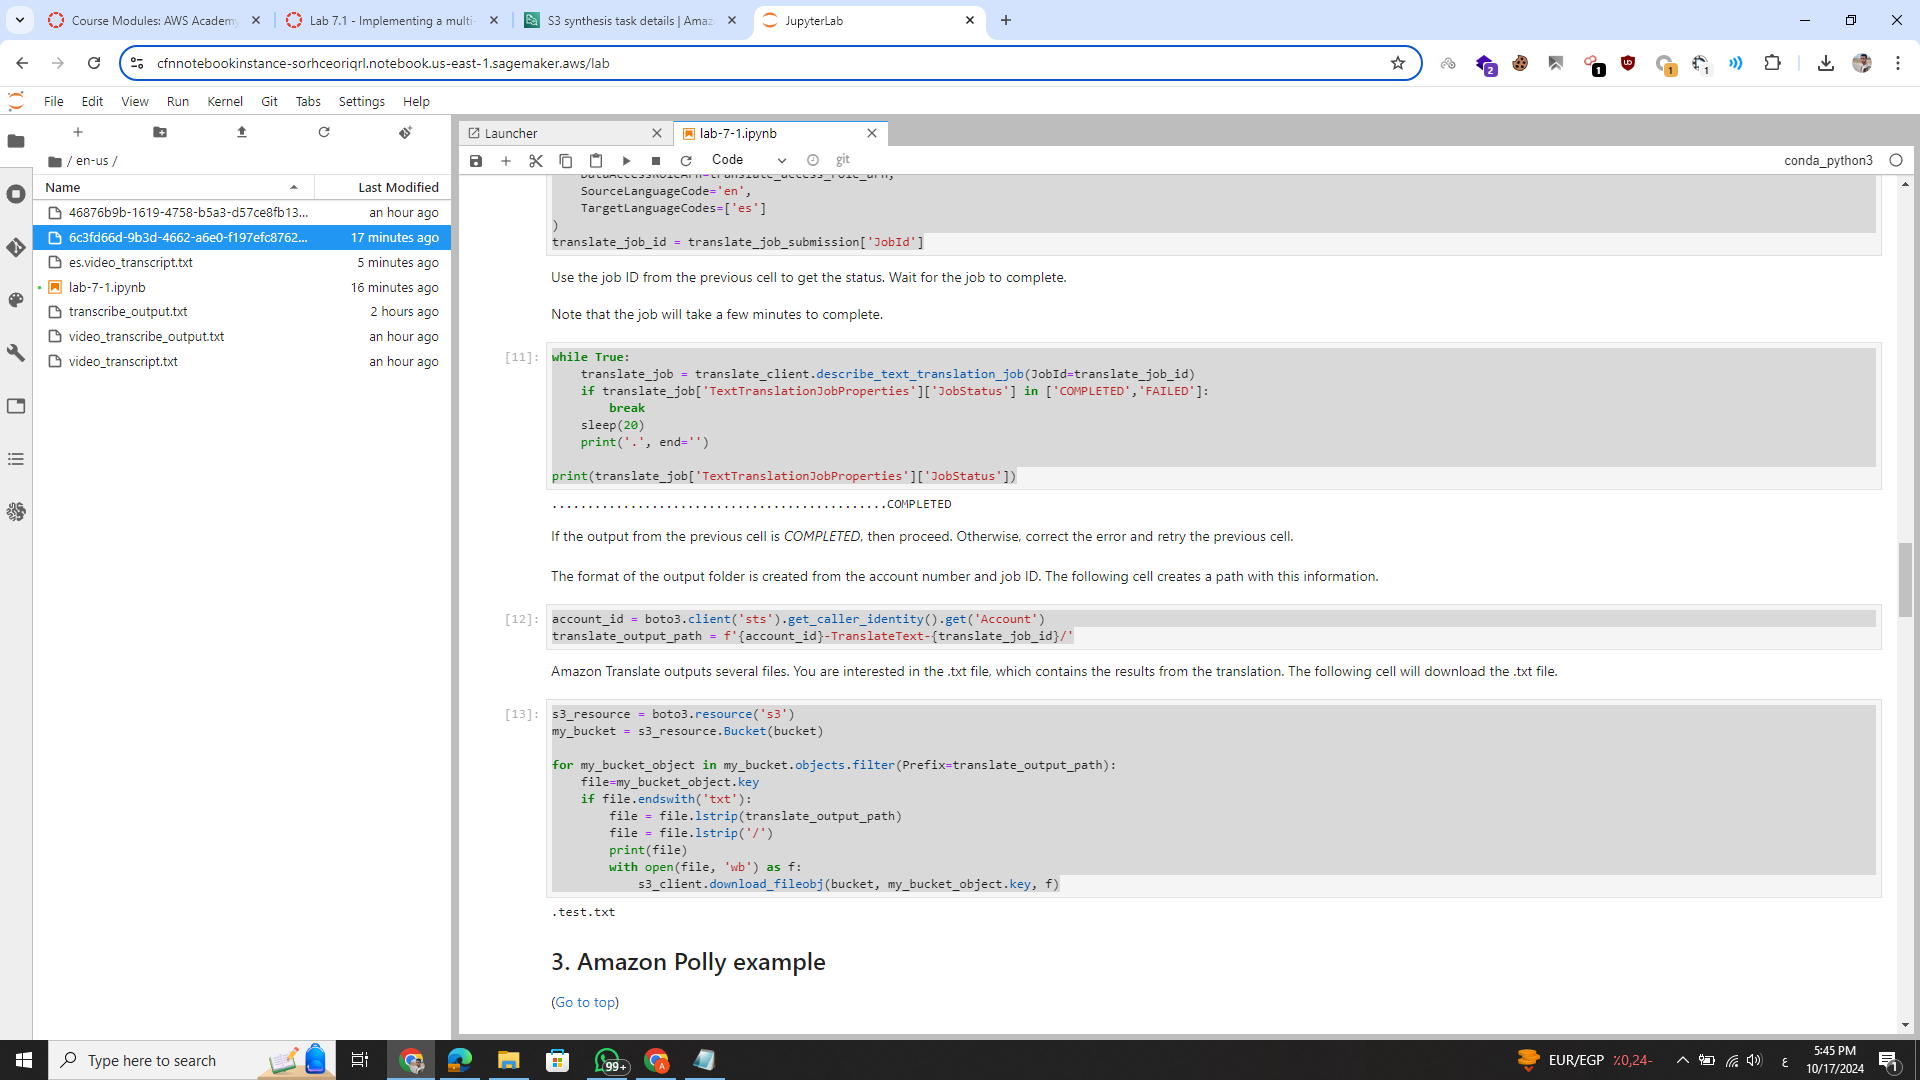 Course Modules: AWS Academy
Lab 7.1 - Implementing a multi-
S3 synthesis task details | Amaz
JupyterLab
cfnnotebookinstance-sorhceoriqrl.notebook.us-east-1.sagemaker.aws/lab
2
1
1
1
File Edit View Run Kernel Git Tabs Settings Help
/ en-us /
Name Last Modified
46876b9b-1619-4758-b5a3-d57ce8fb13... an hour ago
6c3fd66d-9b3d-4662-a6e0-f197efc8762... 17 minutes ago
es.video_transcript.txt 5 minutes ago
lab-7-1.ipynb 16 minutes ago
transcribe_output.txt 2 hours ago
video_transcribe_output.txt an hour ago
video_transcript.txt an hour ago
Launcher
lab-7-1.ipynb
Code git conda_python3
DataAccessRoleArn=translate_access_role_arn,
SourceLanguageCode='en',
TargetLanguageCodes=['es']
)
translate_job_id = translate_job_submission['JobId']
Use the job ID from the previous cell to get the status. Wait for the job to complete.
Note that the job will take a few minutes to complete.
[11]: while True:
translate_job = translate_client.describe_text_translation_job(JobId=translate_job_id)
if translate_job['TextTranslationJobProperties']['JobStatus'] in ['COMPLETED','FAILED']:
break
sleep(20)
print('.', end='')
print(translate_job['TextTranslationJobProperties']['JobStatus'])
...............................................COMPLETED
If the output from the previous cell is COMPLETED, then proceed. Otherwise, correct the error and retry the previous cell.
The format of the output folder is created from the account number and job ID. The following cell creates a path with this information.
[12]: account_id = boto3.client('sts').get_caller_identity().get('Account')
translate_output_path = f'{account_id}-TranslateText-{translate_job_id}/'
Amazon Translate outputs several files. You are interested in the .txt file, which contains the results from the translation. The following cell will download the .txt file.
[13]: s3_resource = boto3.resource('s3')
my_bucket = s3_resource.Bucket(bucket)
for my_bucket_object in my_bucket.objects.filter(Prefix=translate_output_path):
file=my_bucket_object.key
if file.endswith('txt'):
file = file.lstrip(translate_output_path)
file = file.lstrip('/')
print(file)
with open(file, 'wb') as f:
s3_client.download_fileobj(bucket, my_bucket_object.key, f)
.test.txt
3. Amazon Polly example
(Go to top)
Type here to search
99+
A
EUR/EGP ٪0,24-
ع
5:45 PM
10/17/2024
1